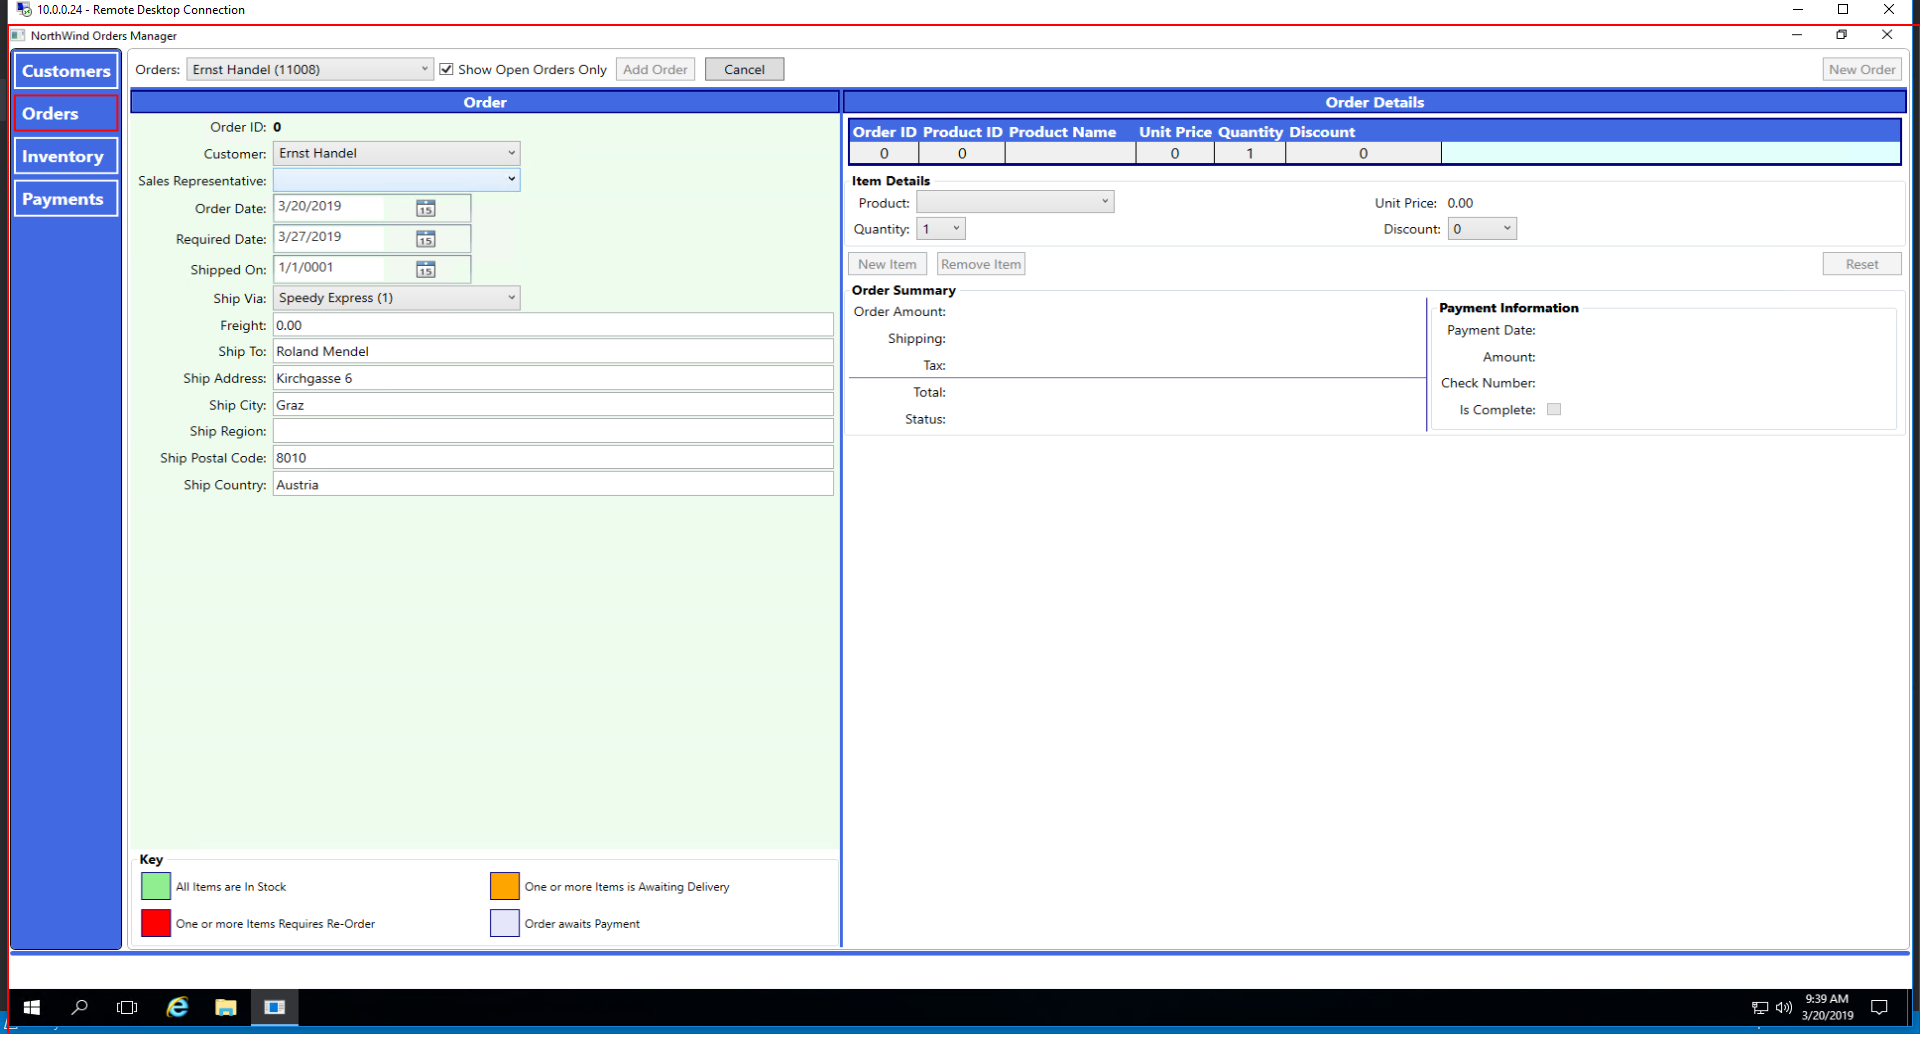 10.0.0.24 - Remote Desktop Connection
NorthWind Orders Manager
Customers
Orders
Inventory
Payments
Orders: Ernst Handel (11008) Show Open Orders Only Add Order Cancel New Order
Order
Order ID: 0
Customer: Ernst Handel
Sales Representative:
Order Date: 3/20/2019 15
Required Date: 3/27/2019 15
Shipped On: 1/1/0001 15
Ship Via: Speedy Express (1)
Freight: 0.00
Ship To: Roland Mendel
Ship Address: Kirchgasse 6
Ship City: Graz
Ship Region:
Ship Postal Code: 8010
Ship Country: Austria
Key
All Items are In Stock One or more Items is Awaiting Delivery
One or more Items Requires Re-Order Order awaits Payment
Order Details
Order ID Product ID Product Name Unit Price Quantity Discount
0 0 0 1 0
Item Details
Product: Unit Price: 0.00
Quantity: 1 Discount: 0
New Item Remove Item Reset
Order Summary
Order Amount:
Shipping:
Tax:
Total:
Status:
Payment Information
Payment Date:
Amount:
Check Number:
Is Complete:
9:39 AM
3/20/2019